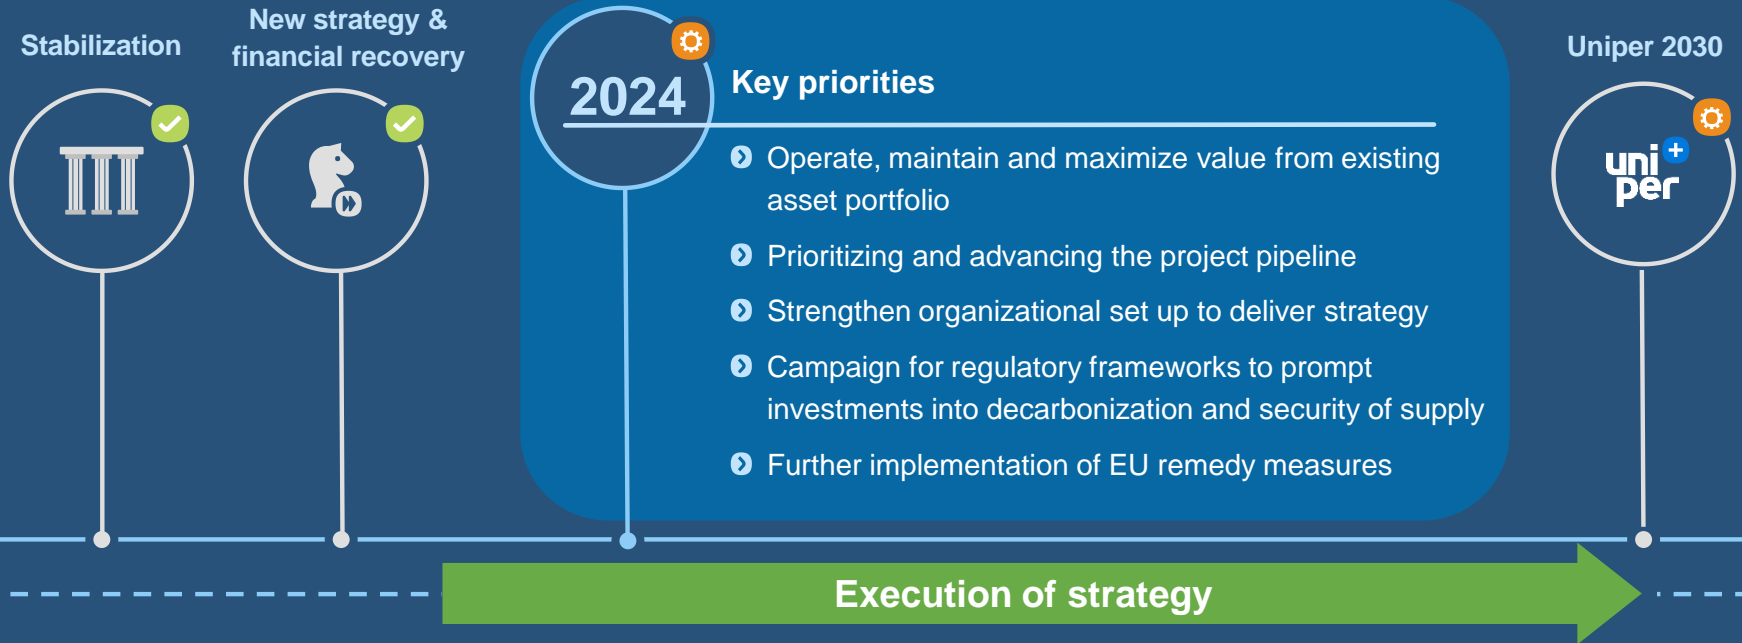 Stabilization
New strategy &
financial recovery
2024
Key priorities
Operate, maintain and maximize value from existing
asset portfolio
Prioritizing and advancing the project pipeline
Strengthen organizational set up to deliver strategy
Campaign for regulatory frameworks to prompt
investments into decarbonization and security of supply
Further implementation of EU remedy measures
Uniper 2030
uni
per
Execution of strategy